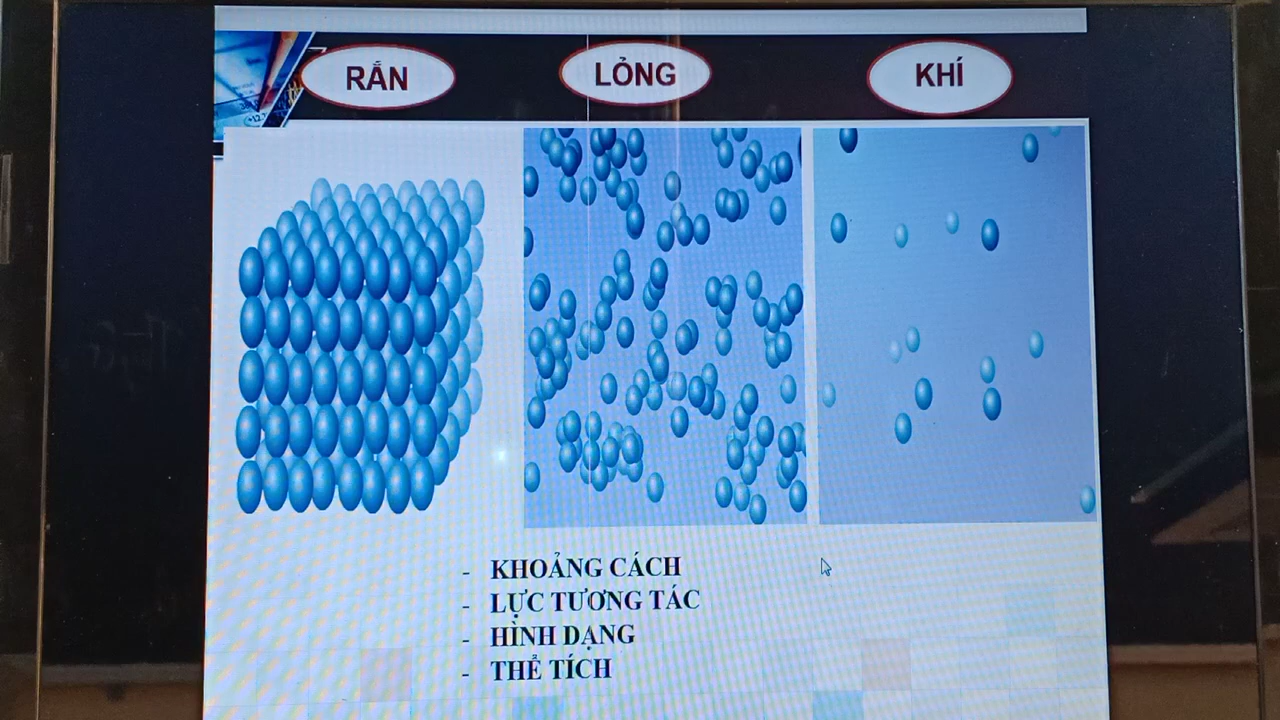 RẮN
LỎNG
KHÍ
- KHOẢNG CÁCH
- LỰC TƯƠNG TÁC
- HÌNH DẠNG
- THỂ TÍCH